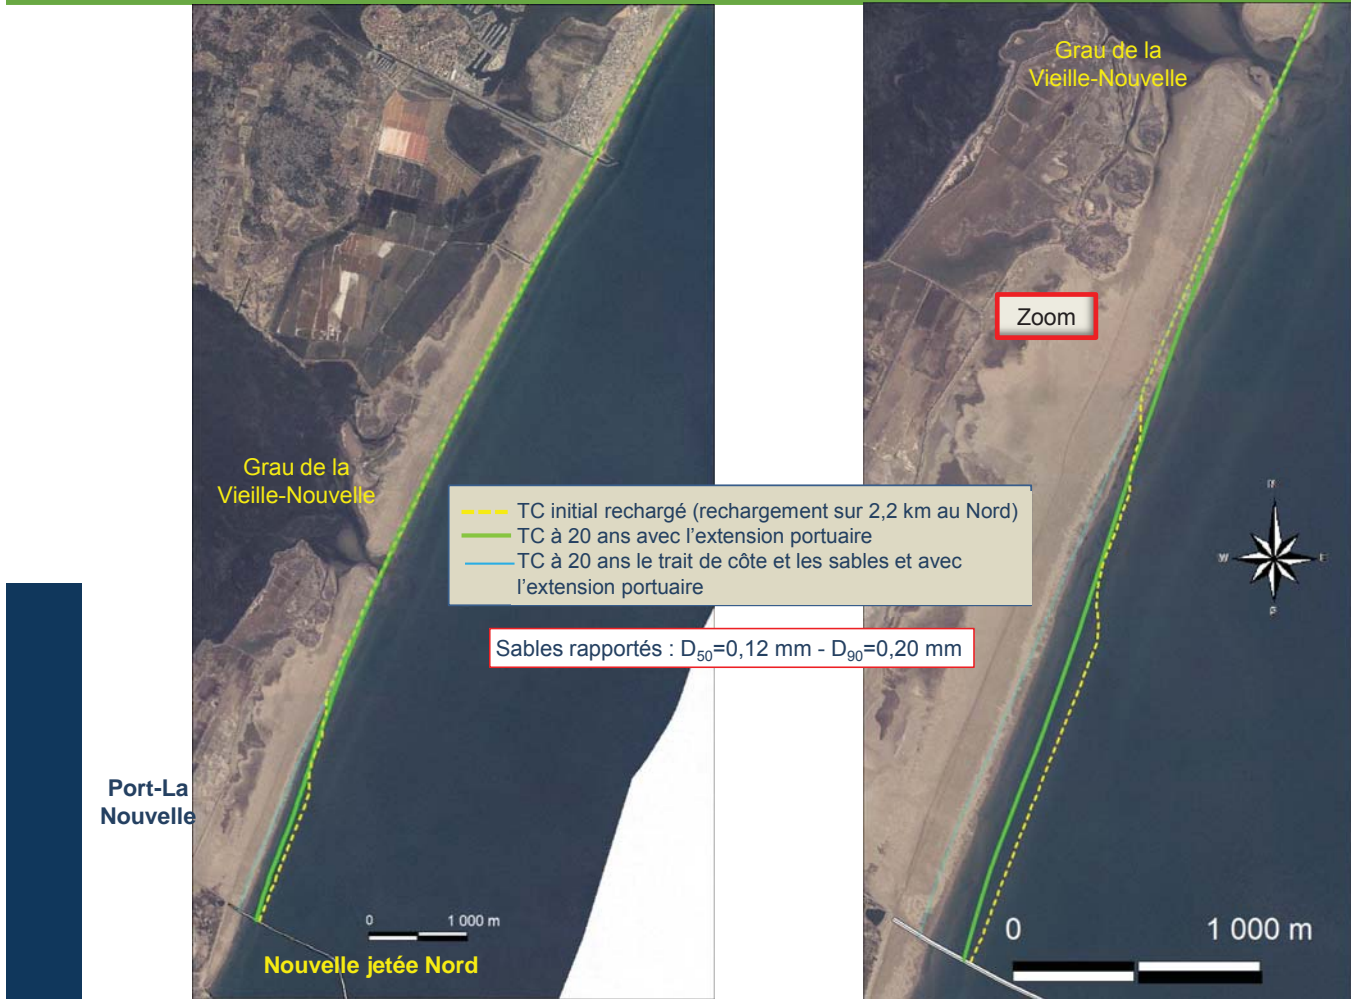 Grau de la
Vieille-Nouvelle
Zoom
Grau de la
Vieille-Nouvelle
TC initial rechargé (rechargement sur 2,2 km au Nord)
TC à 20 ans avec l'extension portuaire
TC à 20 ans le trait de côte et les sables et avec
l'extension portuaire
N
W
E
S
Sables rapportés : D50=0,12 mm - D90=0,20 mm
Port-La
Nouvelle
0 1 000 m
Nouvelle jetée Nord
0 1 000 m